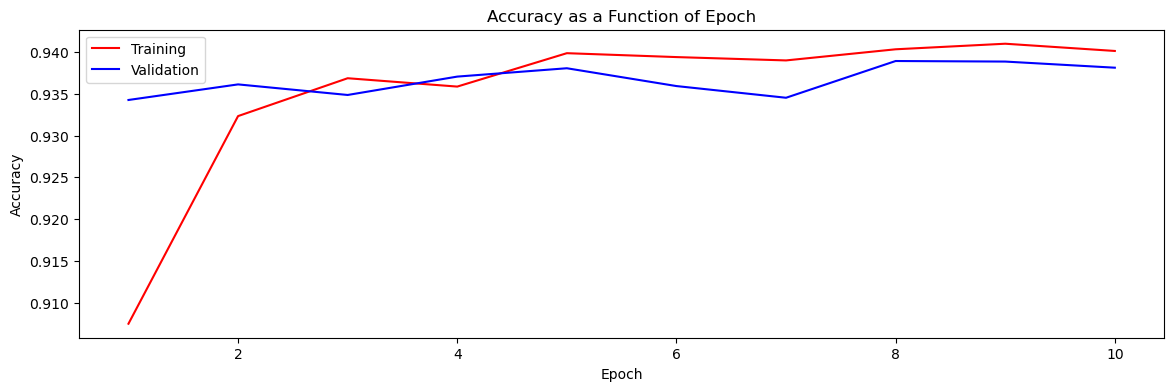 Accuracy as a Function of Epoch
Training
Validation
0.940
0.935
0.930
0.925
0.920
0.915
0.910
Accuracy
2
4
6
8
10
Epoch